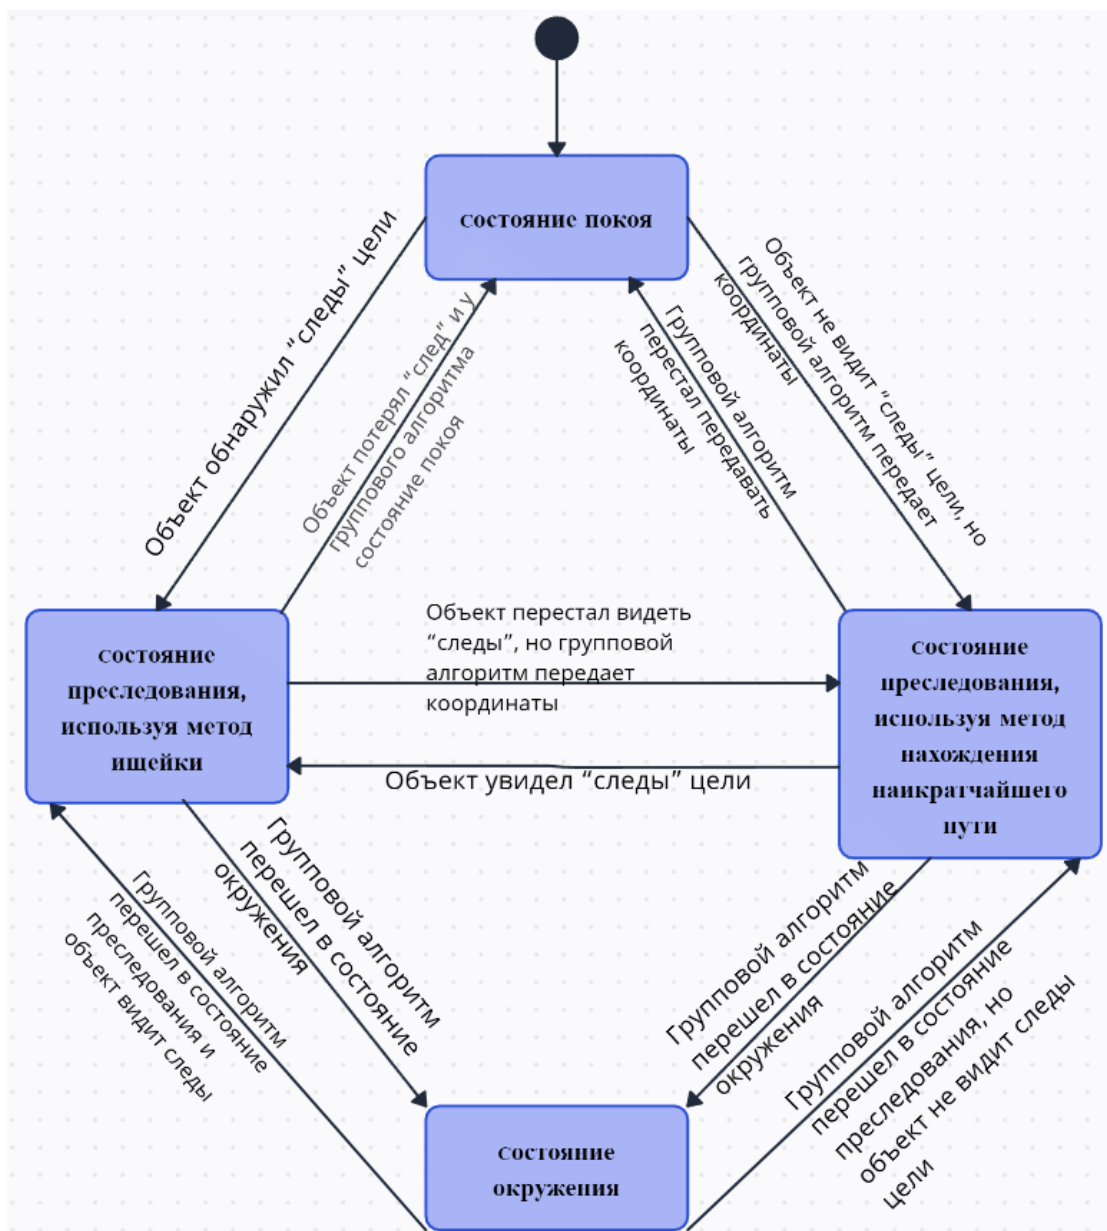 состояние покоя
Объект обнаружил “следы” цели
Объект потерял “след” и у
группового алгоритма
состояние покоя
Групповой алгоритм
перестал передавать
координаты
Объект не видит “следы” цели, но
групповой алгоритм передает
координаты
состояние
преследования,
используя метод
ищейки
Объект перестал видеть
“следы”, но групповой
алгоритм передает
координаты
Объект увидел “следы” цели
состояние
преследования,
используя метод
нахождения
наикратчайшего
пути
Групповой алгоритм
перешел в состояние
преследования и
объект видит следы
Групповой алгоритм
перешел в состояние
окружения
Групповой алгоритм
перешел в состояние
окружения
Групповой алгоритм
перешел в состояние
преследования, но
объект не видит следы
цели
состояние
окружения